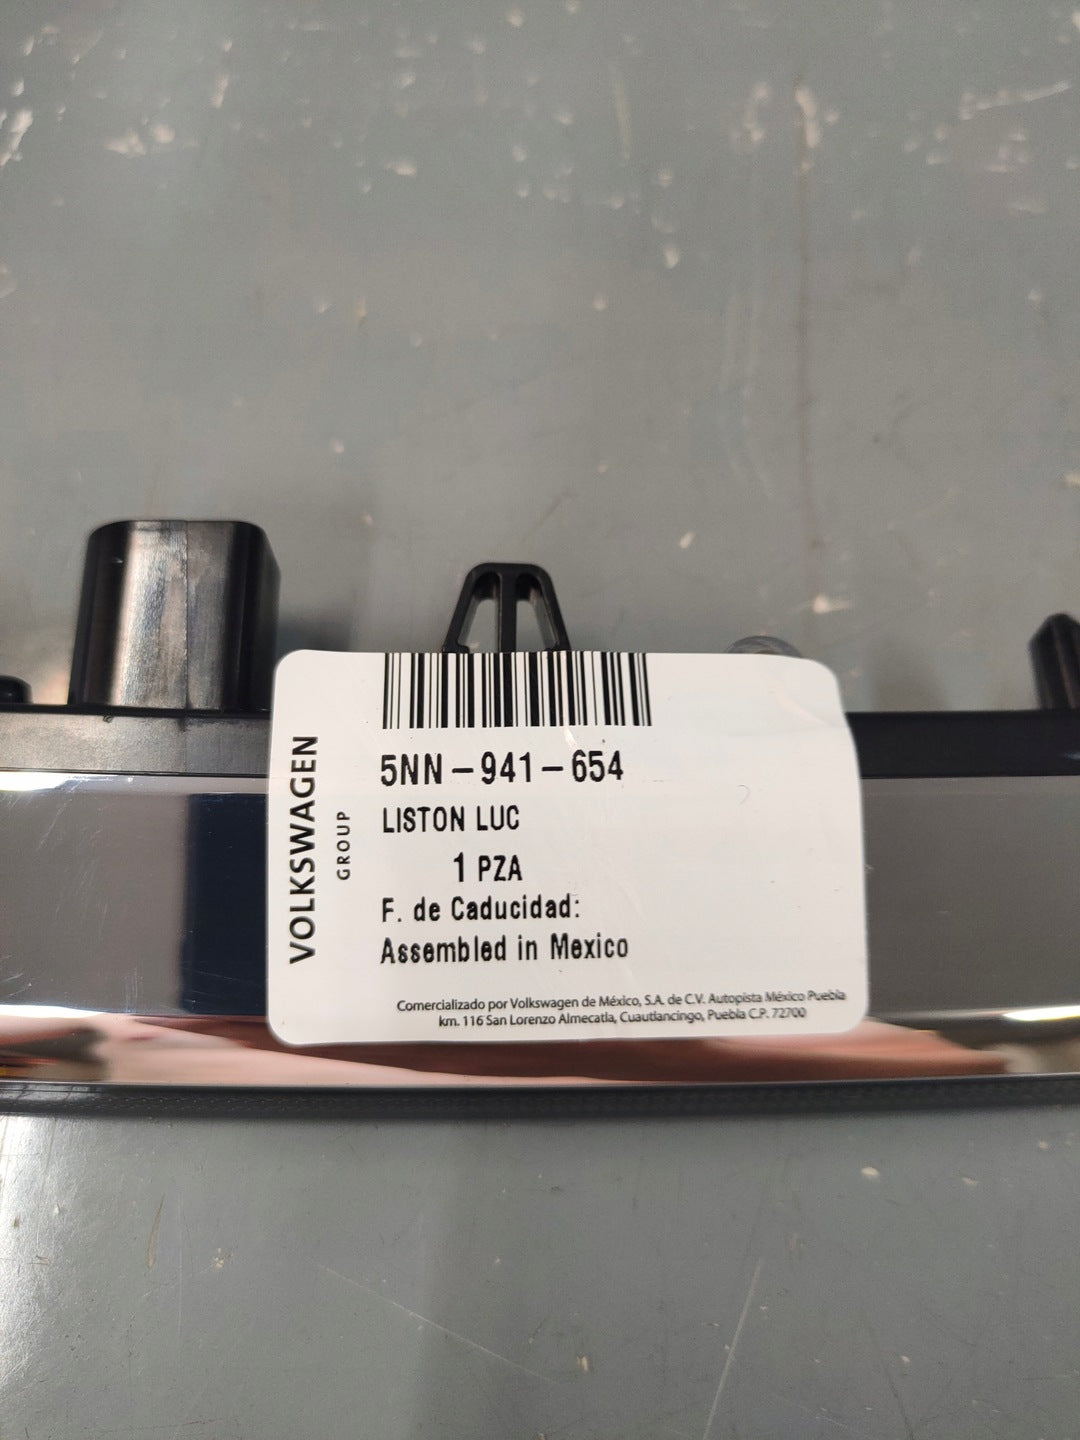 VOLKSWAGEN
GROUP
5NN-941-654
LISTON LUC
1 PZA
F. de Caducidad:
Assembled in Mexico
Comercializado por Volkswagen de México, S.A. de C.V. Autopista México Puebla
km. 116 San Lorenzo Almecatla, Cuautlancingo, Puebla C.P. 72700